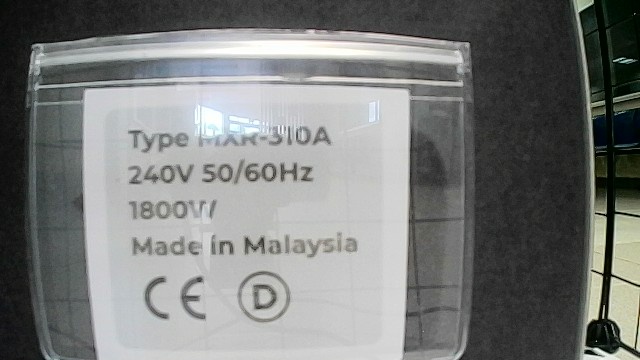 Type MXR-310A
240V 50/60Hz
1800W
Made in Malaysia
CE D